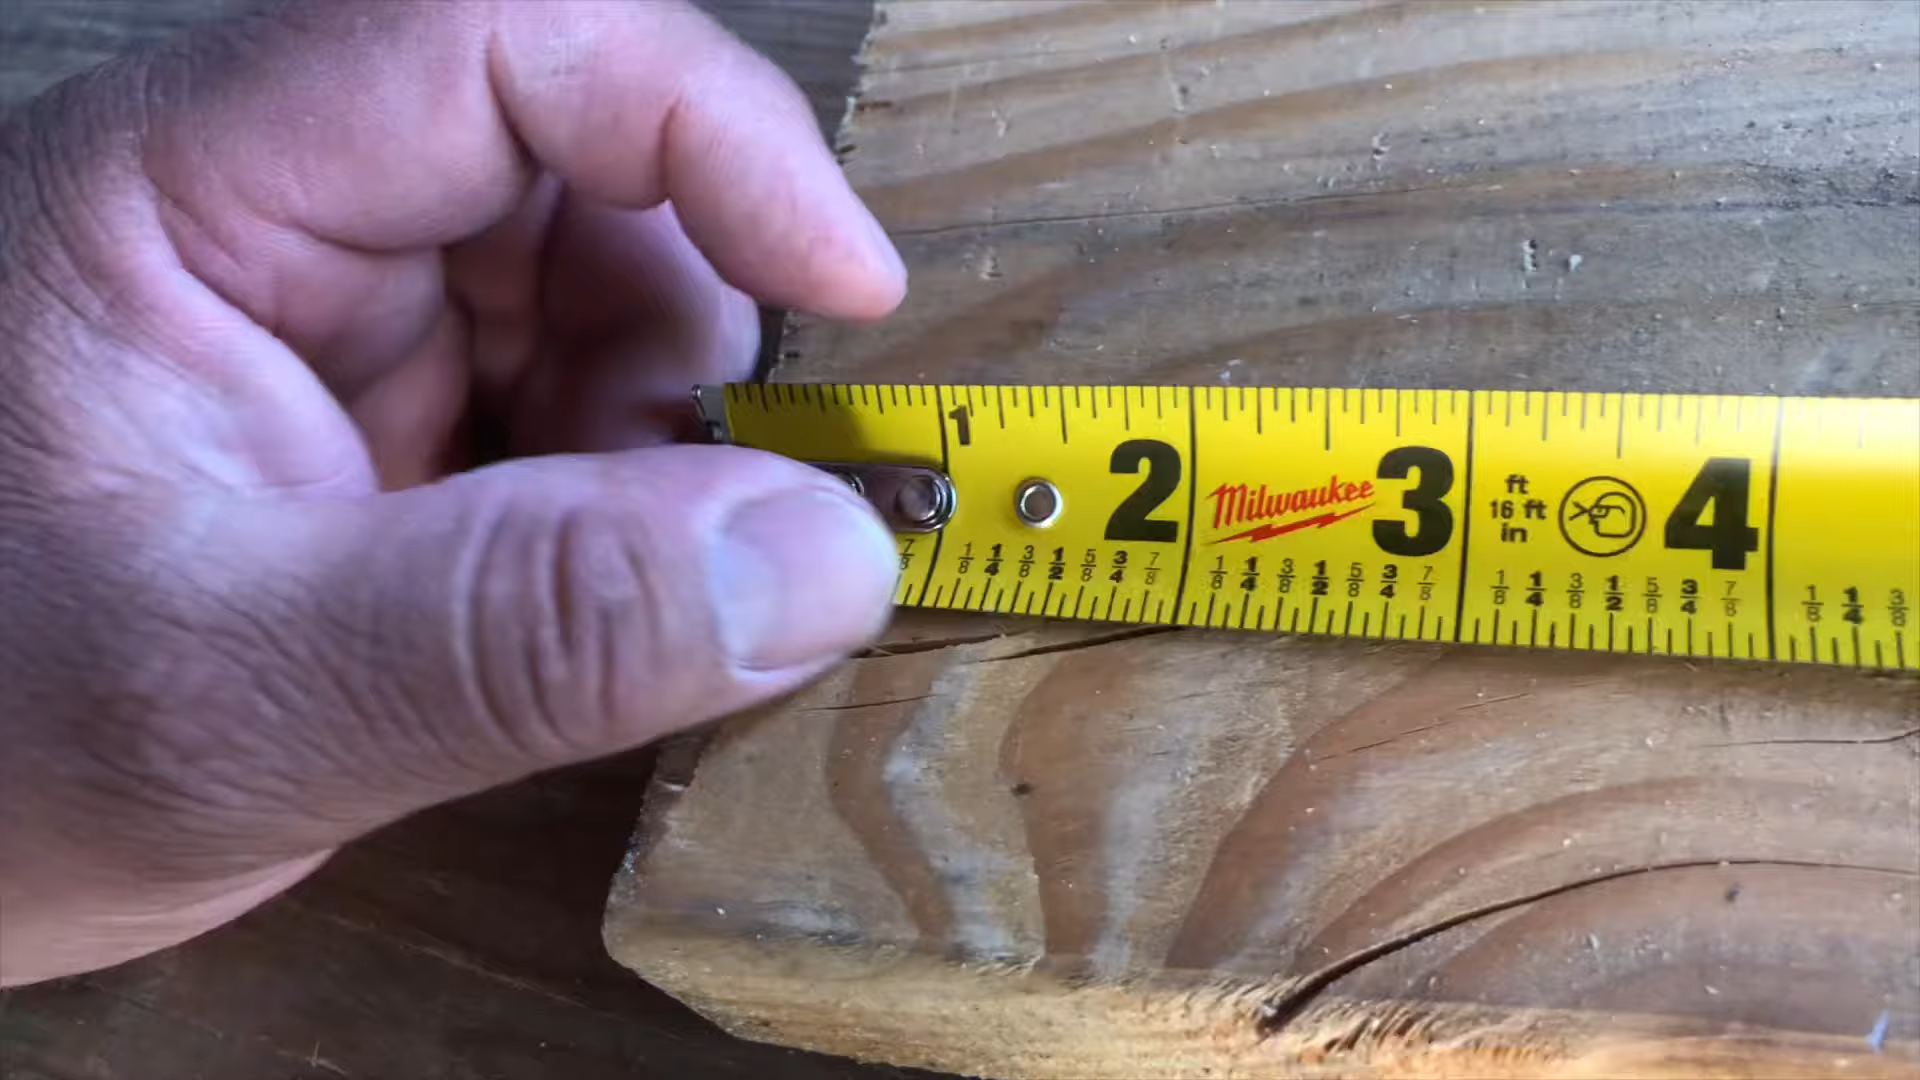 1
2
Milwaukee
3
ft
16 ft
in
4
7/8 1/8 1/4 3/8 1/2 5/8 3/4 7/8 1/8 1/4 3/8 1/2 5/8 3/4 7/8 1/8 1/4 3/8 1/2 5/8 3/4 7/8 1/8 1/4 3/8